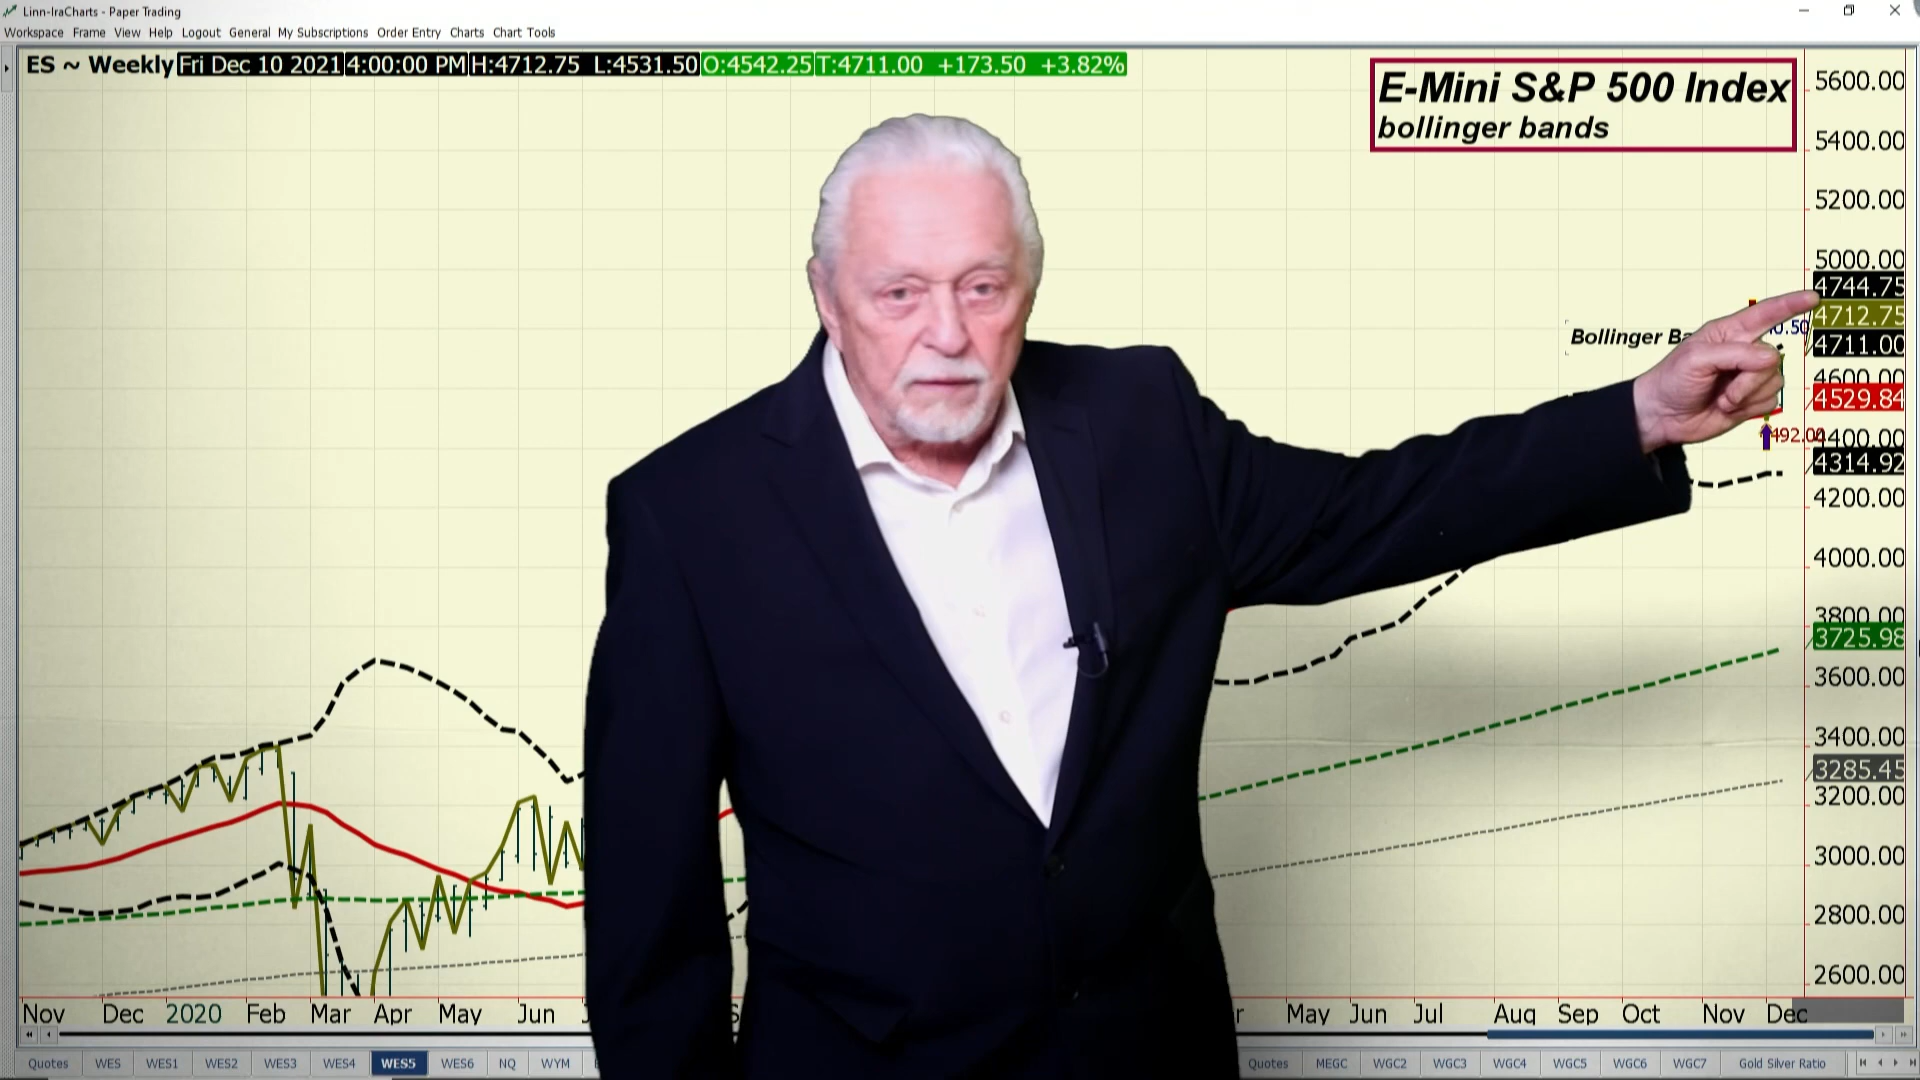 Linn-IraCharts - Paper Trading
Workspace Frame View Help Logout General My Subscriptions Order Entry Charts Chart Tools
ES ~ Weekly Fri Dec 10 2021 4:00:00 PM H:4712.75 L:4531.50 O:4542.25 T:4711.00 +173.50 +3.82%
E-Mini S&P 500 Index
bollinger bands
5600.00
5400.00
5200.00
5000.00
4744.75
4712.75
Bollinger
4711.00
4600.00
4529.84
4400.00
4314.92
4200.00
4000.00
3800.00
3725.98
3600.00
3400.00
3285.45
3200.00
3000.00
2800.00
2600.00
Nov Dec 2020 Feb Mar Apr May Jun May Jun Jul Aug Sep Oct Nov Dec
Quotes WES WES1 WES2 WES3 WES4 WES5 WES6 NQ WYM Quotes MEGC WGC2 WGC3 WGC4 WGC5 WGC6 WGC7 Gold Silver Ratio